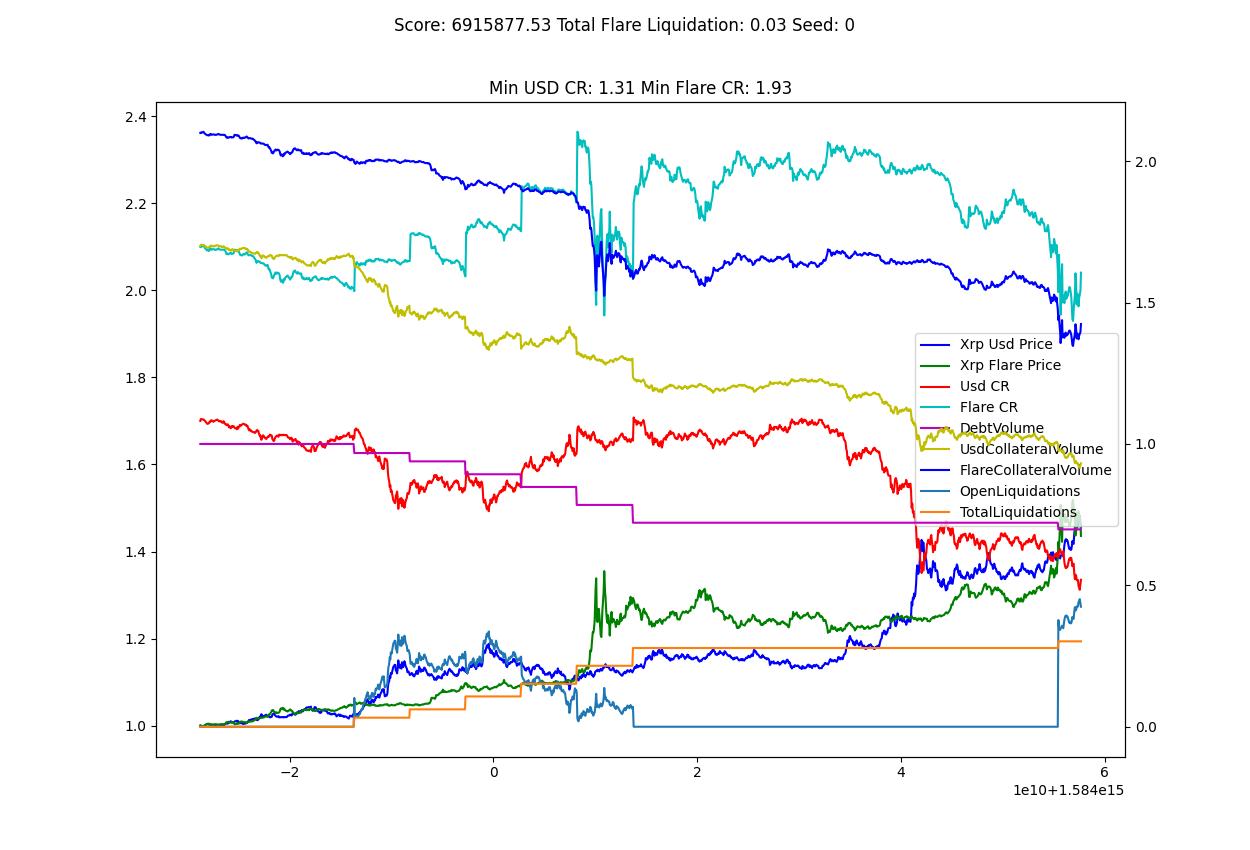 Score: 6915877.53 Total Flare Liquidation: 0.03 Seed: 0
Min USD CR: 1.31 Min Flare CR: 1.93
2.4
2.2
2.0
1.8
1.6
1.4
1.2
1.0
2.0
1.5
1.0
0.5
0.0
Xrp Usd Price
Xrp Flare Price
Usd CR
Flare CR
DebtVolume
UsdCollateralVolume
FlareCollateralVolume
OpenLiquidations
TotalLiquidations
−2
0
2
4
6
1e10+1.584e15